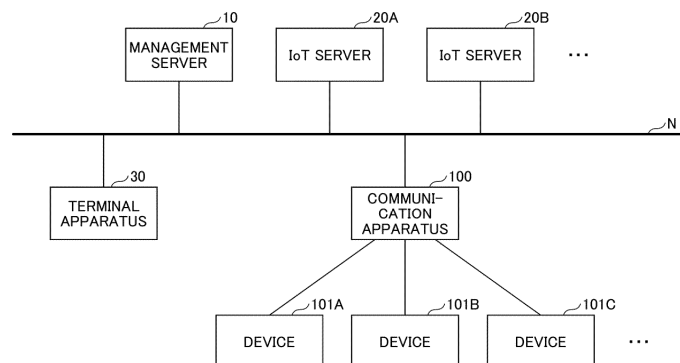 10
MANAGEMENT
SERVER
20A
IoT SERVER
20B
IoT SERVER
...
N
30
TERMINAL
APPARATUS
100
COMMUNI-
CATION
APPARATUS
101A
DEVICE
101B
DEVICE
101C
DEVICE
...